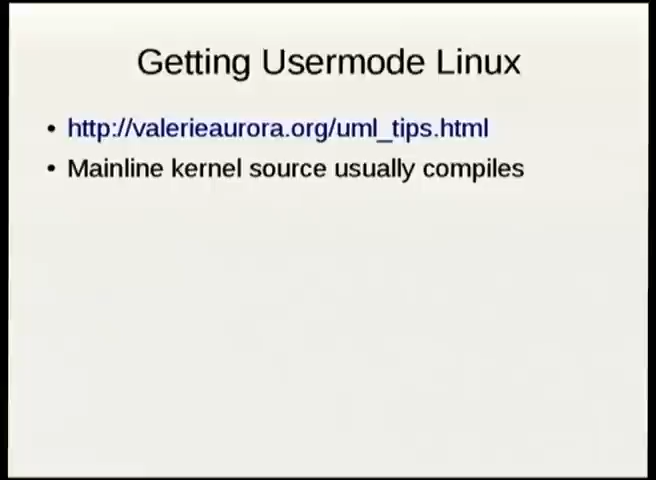 Getting Usermode Linux
• http://valerieaurora.org/uml_tips.html
• Mainline kernel source usually compiles